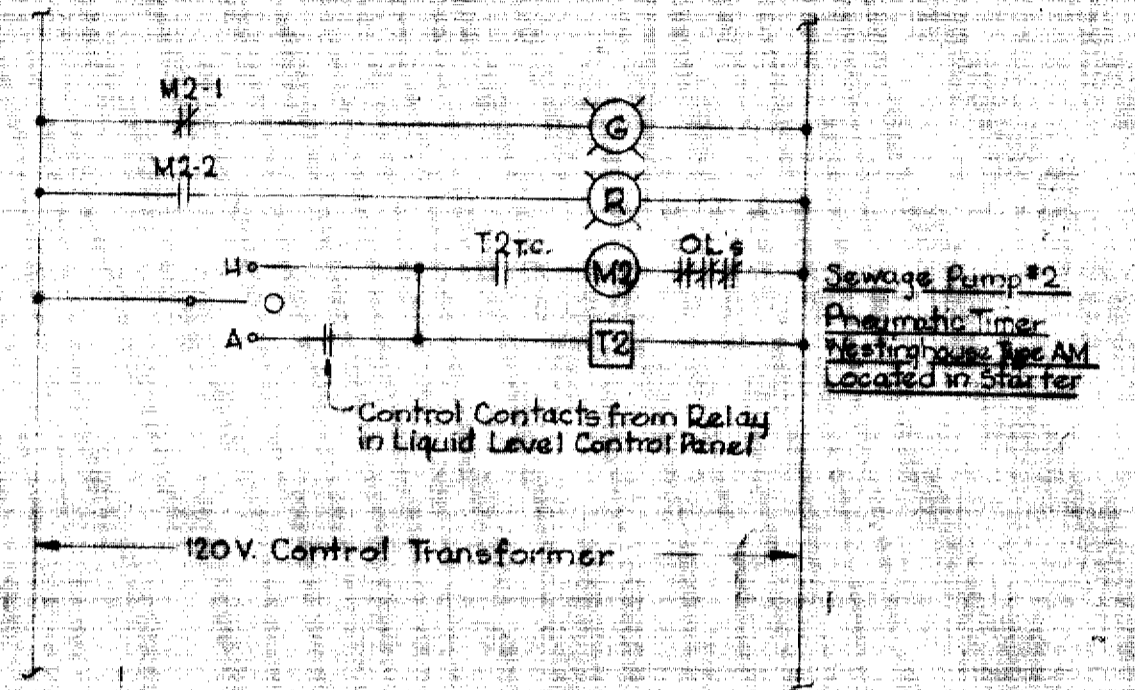 M2-1
G
M2-2
R
H
T2 T.C.
M2
OL's
O
A
T2
Sewage Pump #2
Pneumatic Timer
Westinghouse Type AM
Located in Starter
Control Contacts from Relay
in Liquid Level Control Panel
120V. Control Transformer